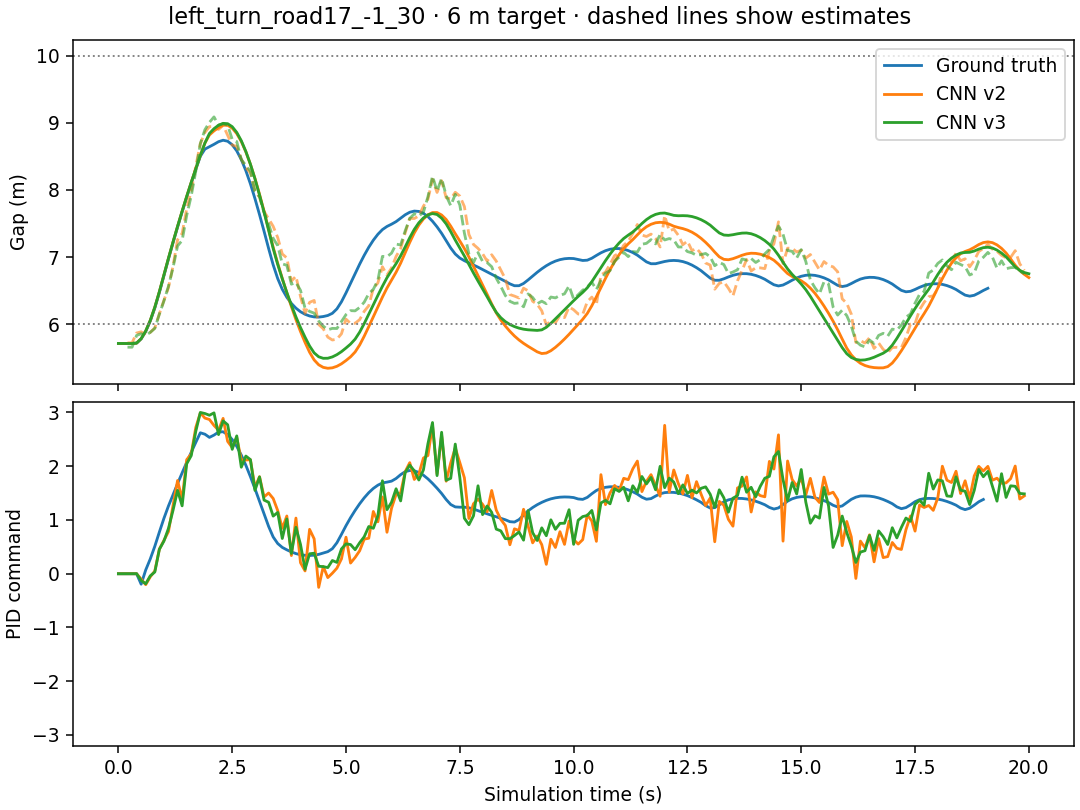 left_turn_road17_-1_30 · 6 m target · dashed lines show estimates
10
9
8
7
6
Gap (m)
Ground truth
CNN v2
CNN v3
3
2
1
0
−1
−2
−3
PID command
0.0 2.5 5.0 7.5 10.0 12.5 15.0 17.5 20.0
Simulation time (s)